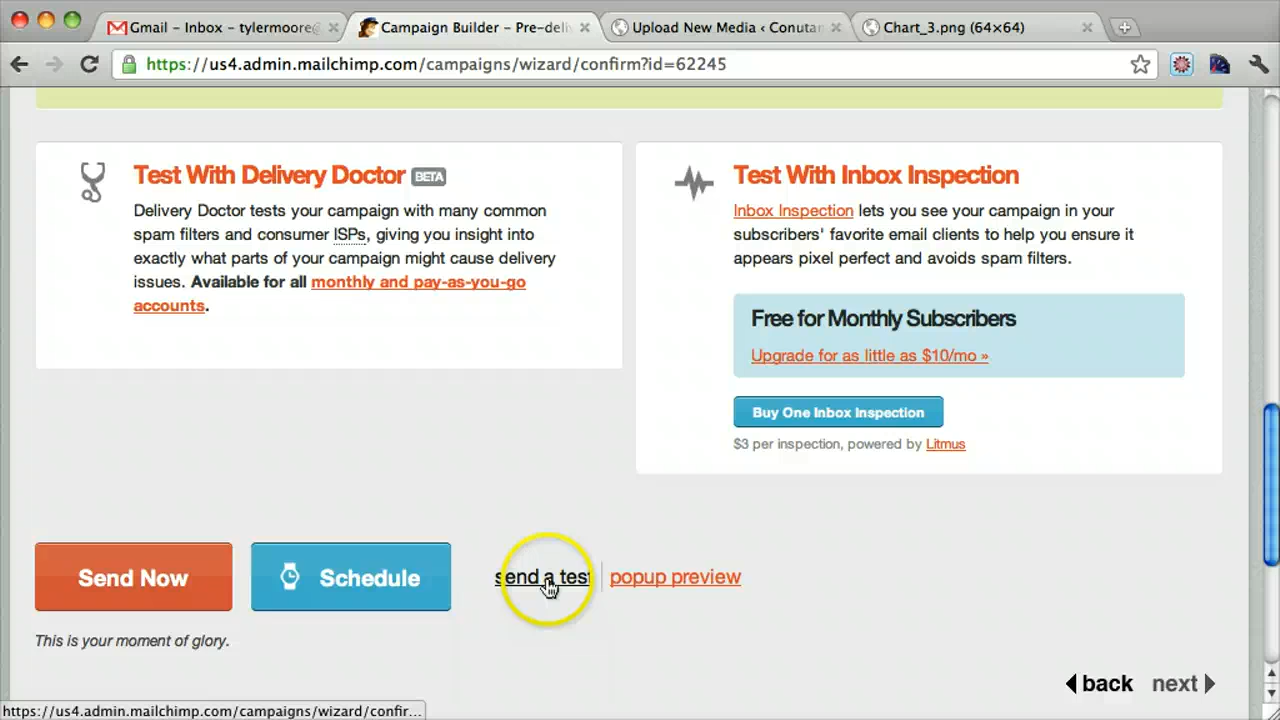 Gmail – Inbox – tylermoore@
Campaign Builder – Pre-deli
Upload New Media ‹ Conutan
Chart_3.png (64×64)
https://us4.admin.mailchimp.com/campaigns/wizard/confirm?id=62245
Test With Delivery Doctor BETA
Delivery Doctor tests your campaign with many common
spam filters and consumer ISPs, giving you insight into
exactly what parts of your campaign might cause delivery
issues. Available for all monthly and pay-as-you-go
accounts.
Test With Inbox Inspection
Inbox Inspection lets you see your campaign in your
subscribers' favorite email clients to help you ensure it
appears pixel perfect and avoids spam filters.
Free for Monthly Subscribers
Upgrade for as little as $10/mo »
Buy One Inbox Inspection
$3 per inspection, powered by Litmus
Send Now
Schedule
send a test
popup preview
This is your moment of glory.
back next
https://us4.admin.mailchimp.com/campaigns/wizard/confir...